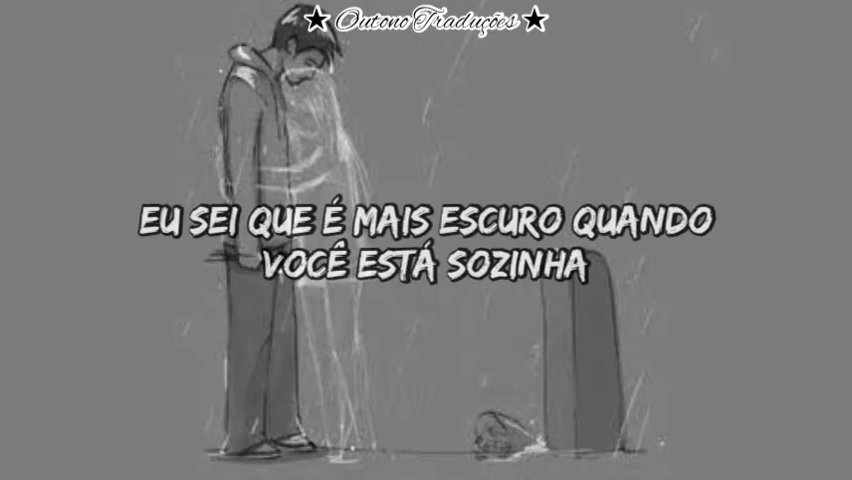 ★ Outono Traduções ★
EU SEI QUE É MAIS ESCURO QUANDO
VOCÊ ESTÁ SOZINHA